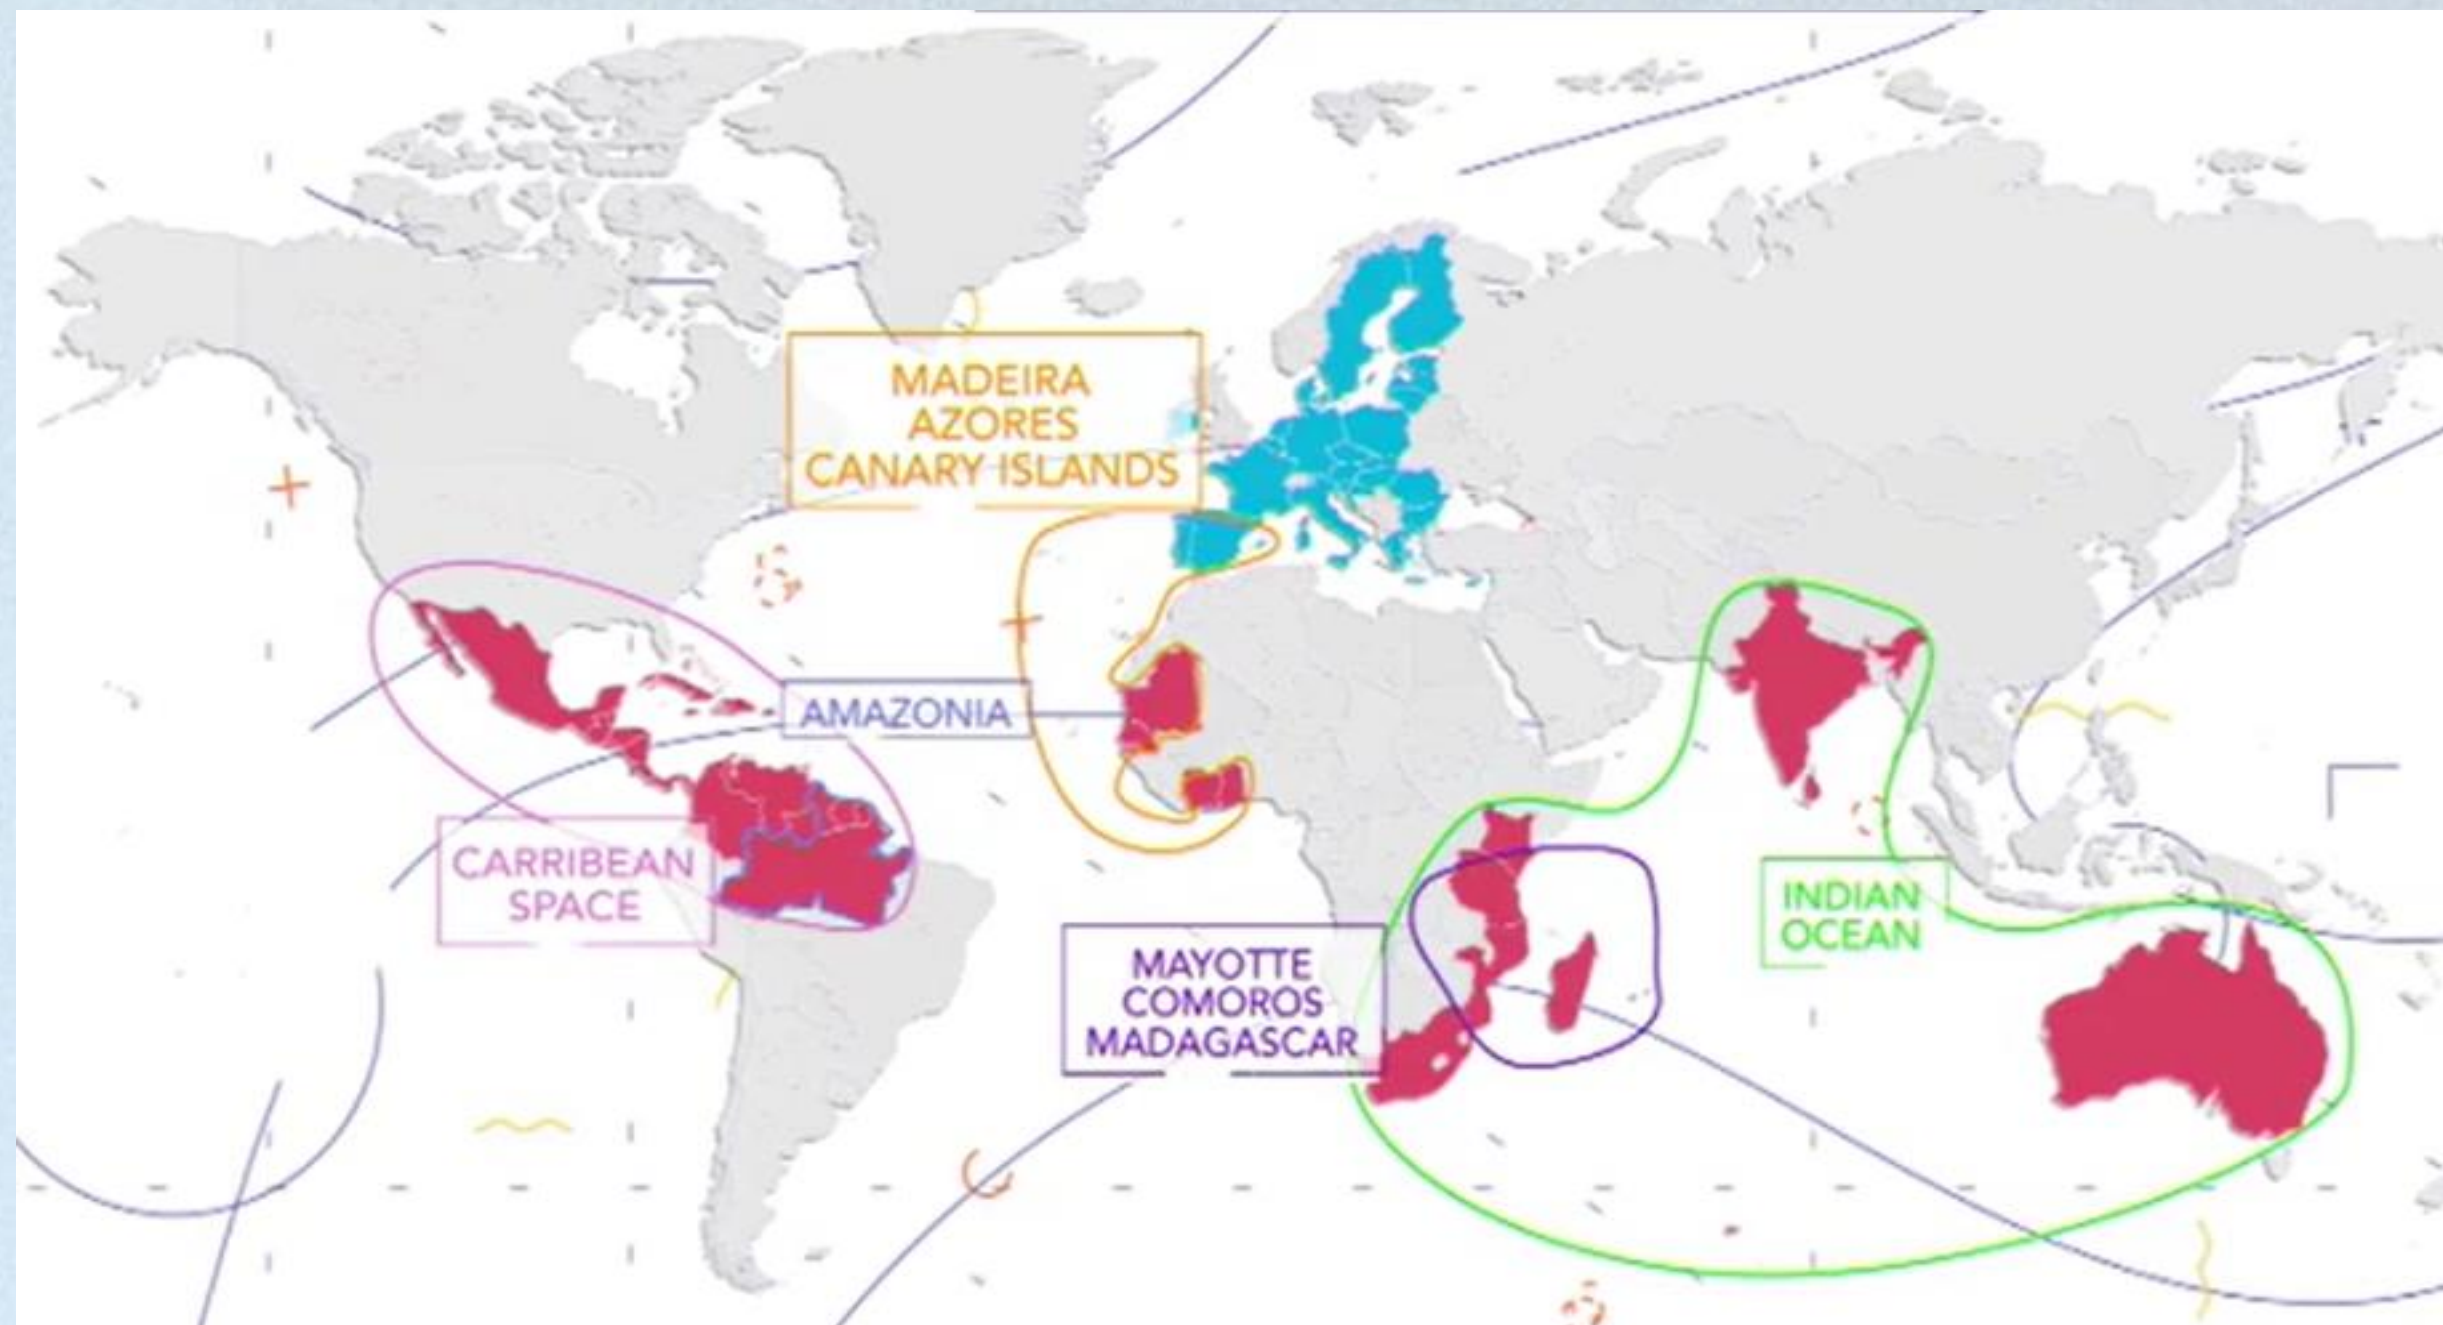 MADEIRA
AZORES
CANARY ISLANDS
AMAZONIA
CARRIBEAN
SPACE
INDIAN
OCEAN
MAYOTTE
COMOROS
MADAGASCAR